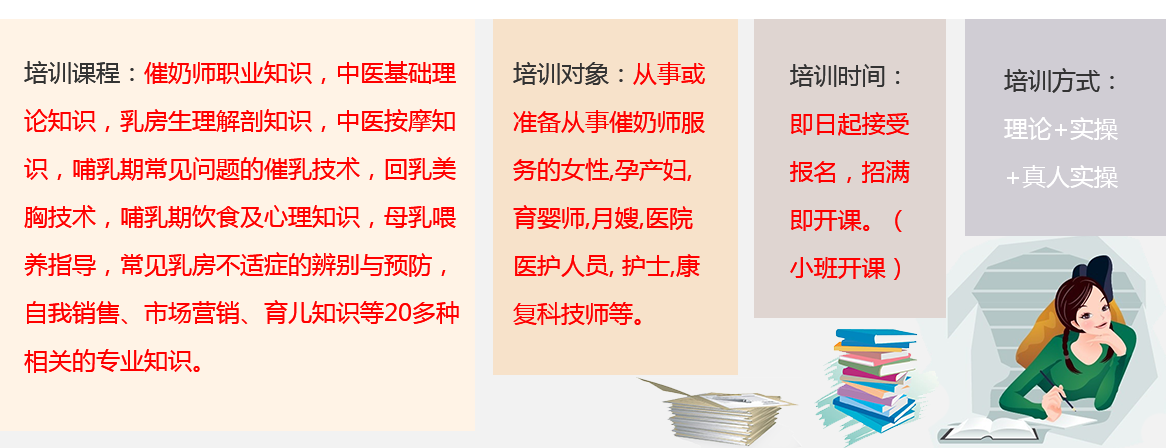 培训课程：催奶师职业知识，中医基础理
论知识，乳房生理解剖知识，中医按摩知
识，哺乳期常见问题的催乳技术，回乳美
胸技术，哺乳期饮食及心理知识，母乳喂
养指导，常见乳房不适症的辨别与预防，
自我销售、市场营销、育儿知识等20多种
相关的专业知识。
培训对象：从事或
准备从事催奶师服
务的女性,孕产妇,
育婴师,月嫂,医院
医护人员, 护士,康
复科技师等。
培训时间：
即日起接受
报名，招满
即开课。（
小班开课）
培训方式：
理论+实操
+真人实操